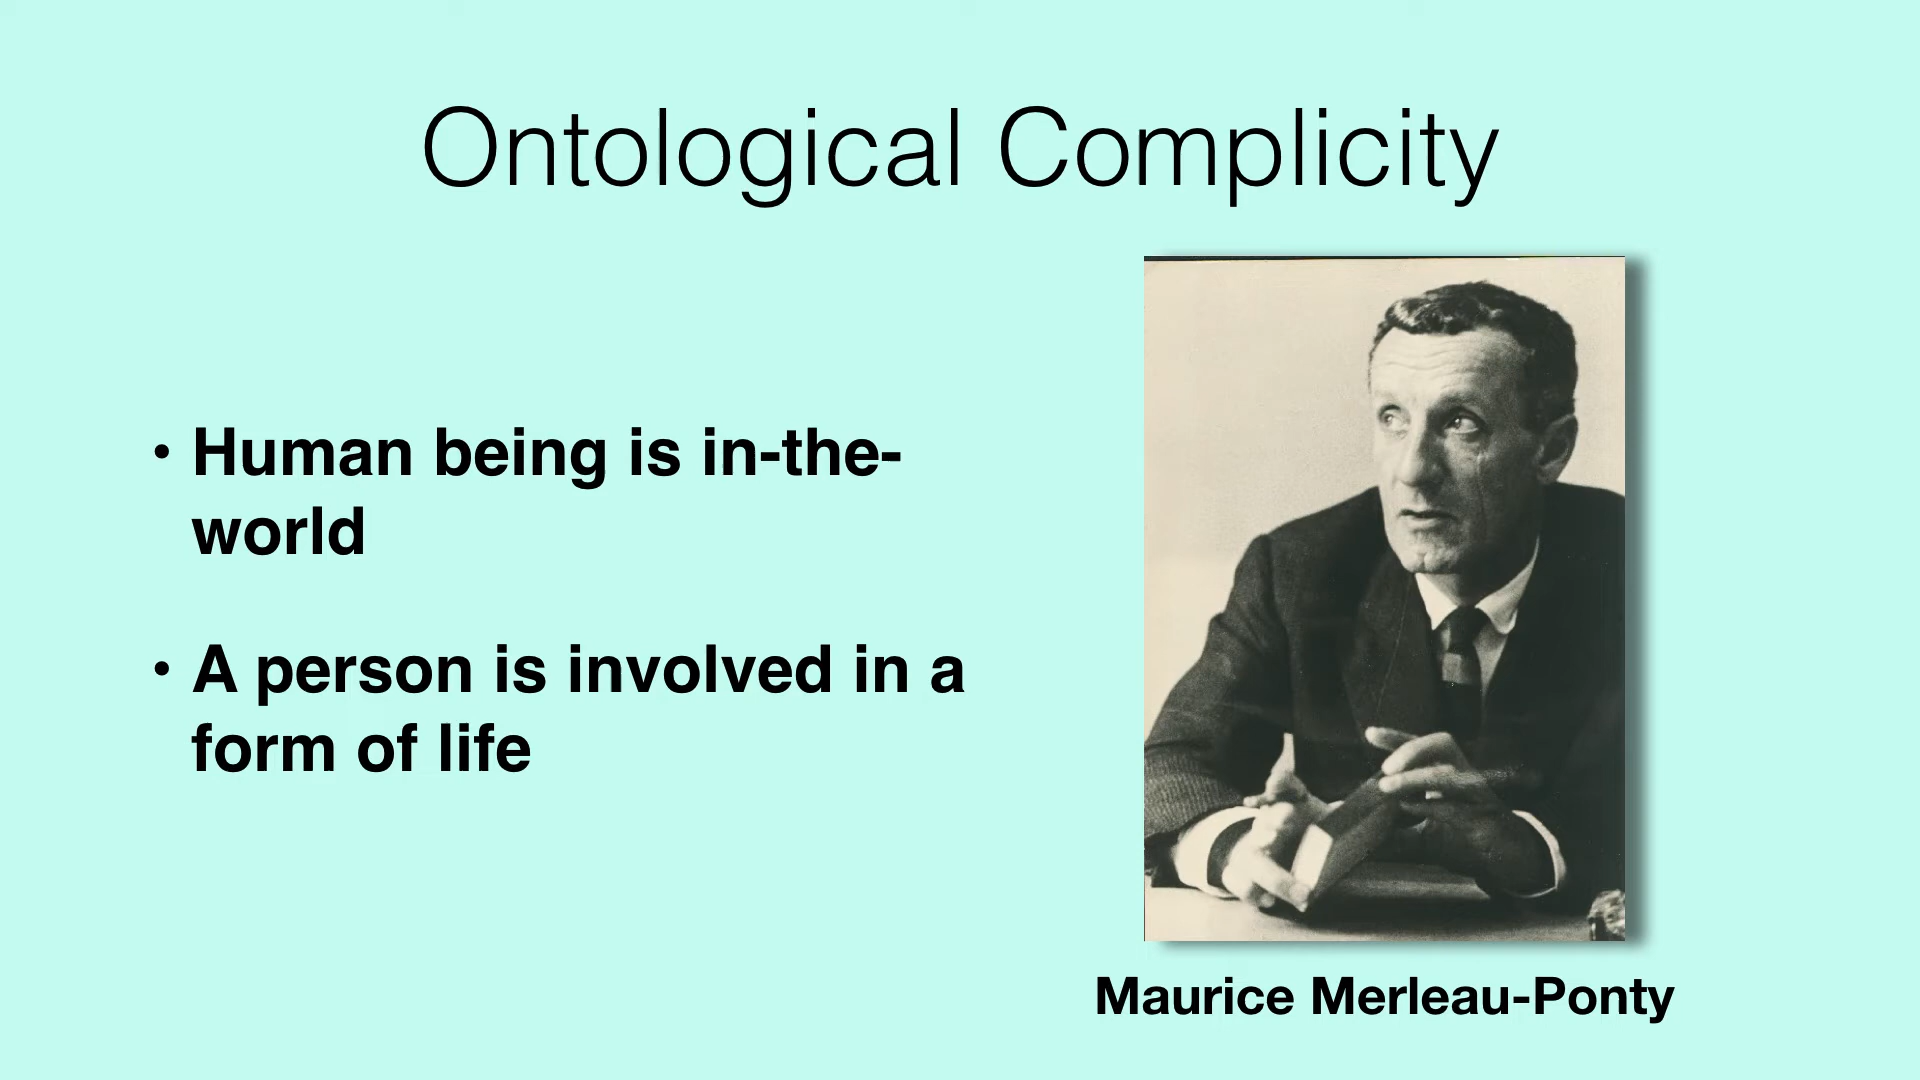 Ontological Complicity
• Human being is in-the-
world
• A person is involved in a
form of life
Maurice Merleau-Ponty